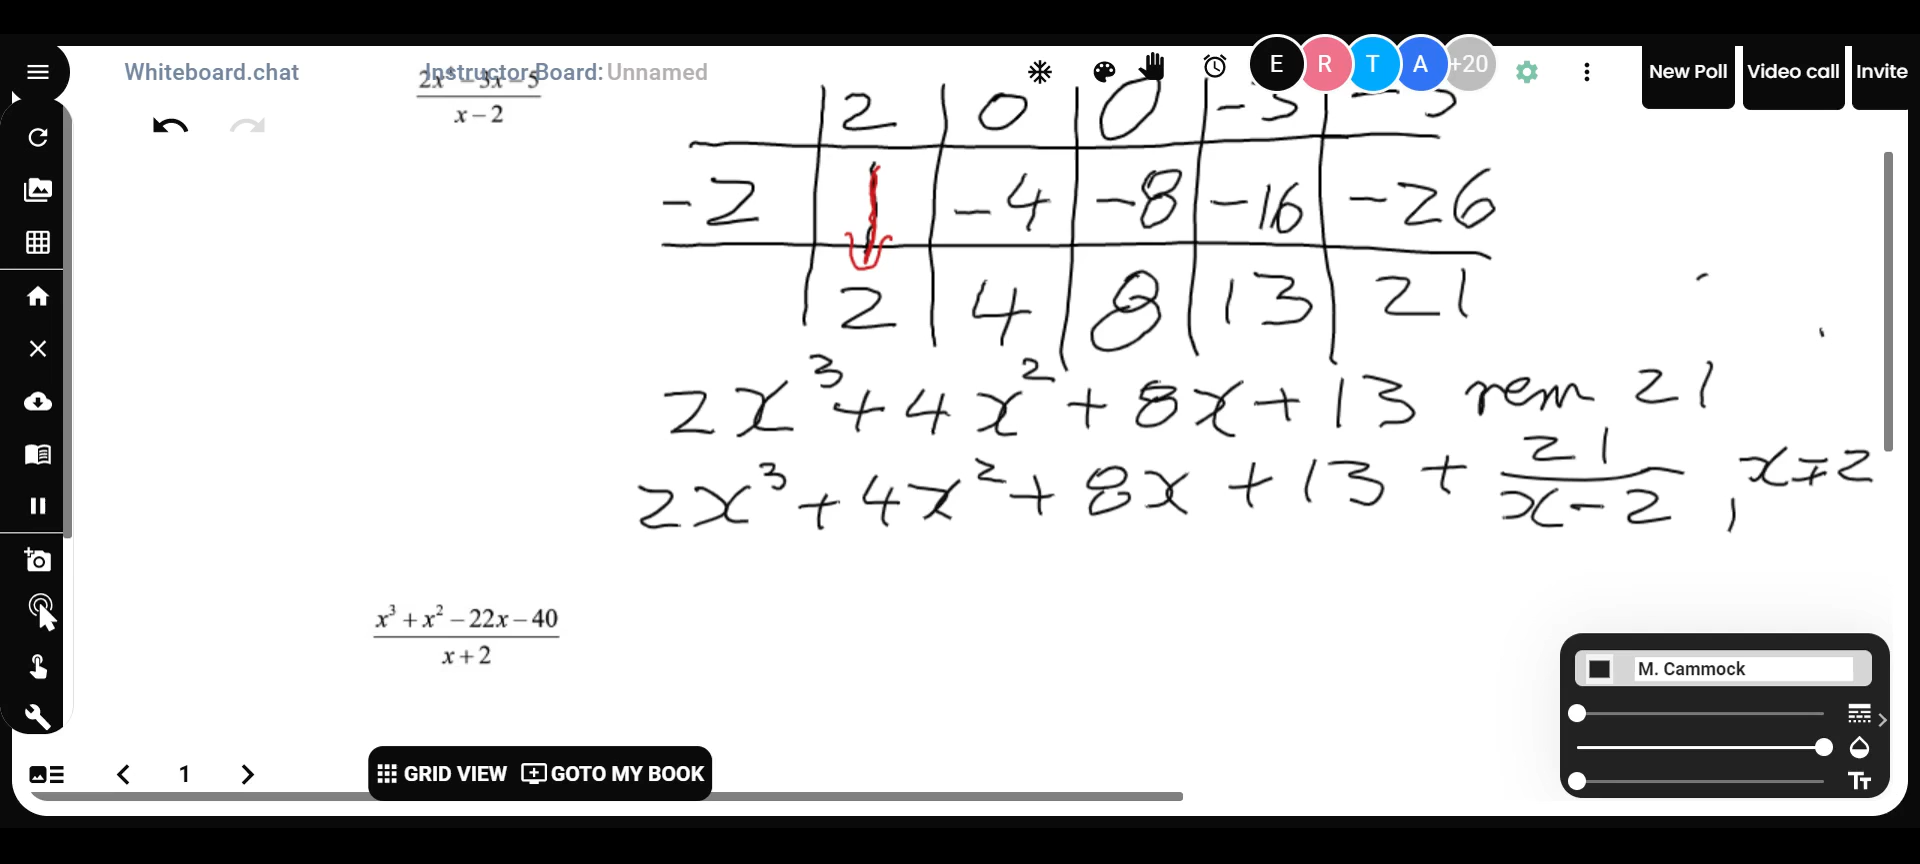 Whiteboard.chat
Instructor Board: Unnamed
E R T A +20
New Poll
Video call
Invite
2x⁴ − 3x − 5
x − 2
2 0 0 -3 -5
-2 -4 -8 -16 -26
2 4 8 13 21
2x³ + 4x² + 8x + 13 rem 21
2x³ + 4x² + 8x + 13 + 21/(x-2) , x≠2
x³ + x² − 22x − 40
x + 2
M. Cammock
Tт
1
GRID VIEW
GOTO MY BOOK